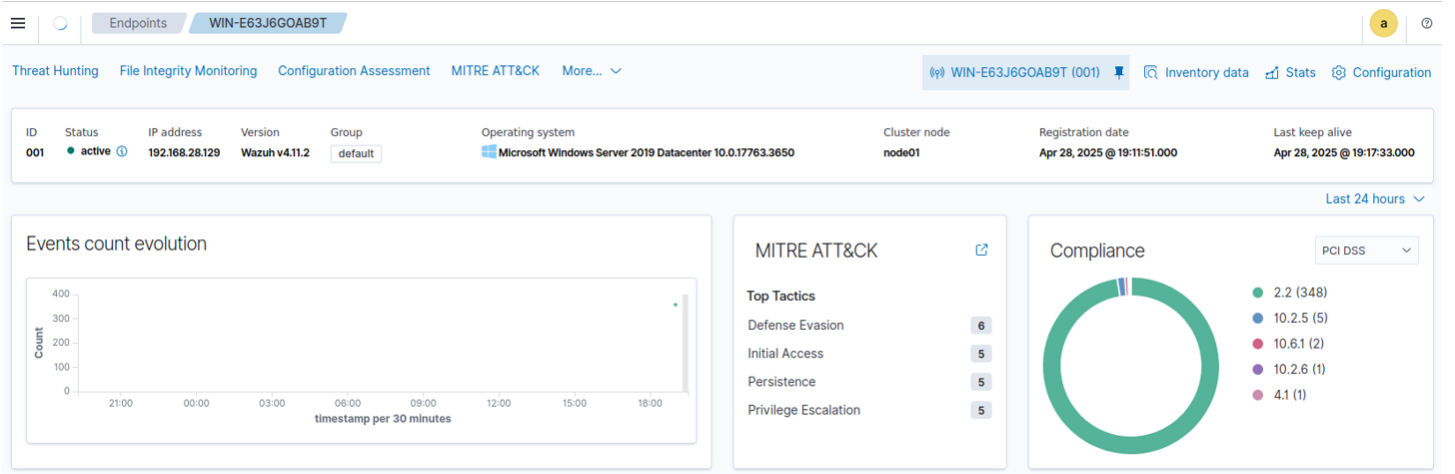 Endpoints WIN-E63J6GOAB9T a
Threat Hunting File Integrity Monitoring Configuration Assessment MITRE ATT&CK More... WIN-E63J6GOAB9T (001) Inventory data Stats Configuration
ID Status IP address Version Group Operating system Cluster node Registration date Last keep alive
001 active 192.168.28.129 Wazuh v4.11.2 default Microsoft Windows Server 2019 Datacenter 10.0.17763.3650 node01 Apr 28, 2025 @ 19:11:51.000 Apr 28, 2025 @ 19:17:33.000
Last 24 hours
Events count evolution
400
300
200
100
0
Count
21:00 00:00 03:00 06:00 09:00 12:00 15:00 18:00
timestamp per 30 minutes
MITRE ATT&CK
Top Tactics
Defense Evasion 6
Initial Access 5
Persistence 5
Privilege Escalation 5
Compliance PCI DSS
2.2 (348)
10.2.5 (5)
10.6.1 (2)
10.2.6 (1)
4.1 (1)